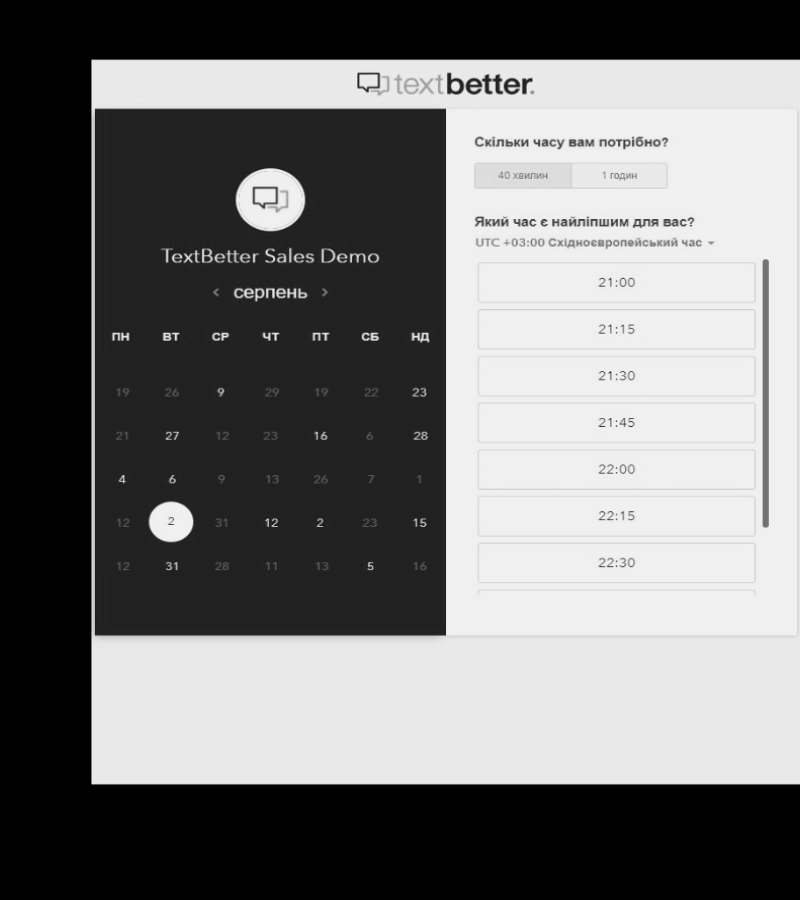 textbetter.
TextBetter Sales Demo
‹ серпень ›
ПН ВТ СР ЧТ ПТ СБ НД
19 26 9 29 19 22 23
21 27 12 23 16 6 28
4 6 9 13 26 7 1
12 2 31 12 2 23 15
12 31 28 11 13 5 16
Скільки часу вам потрібно?
40 хвилин 1 годин
Який час є найліпшим для вас?
UTC +03:00 Східноєвропейський час
21:00
21:15
21:30
21:45
22:00
22:15
22:30